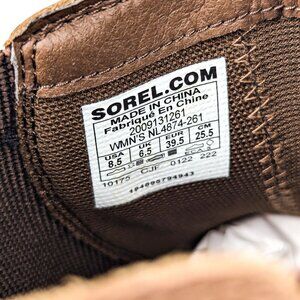 SOREL.COM
MADE IN CHINA
Fabriqué En Chine
2009131261
WMN'S NL4874-261
USA UK EUR CM
8.5 6.5 39.5 25.5
10175 CJF 0122 222
194895794943